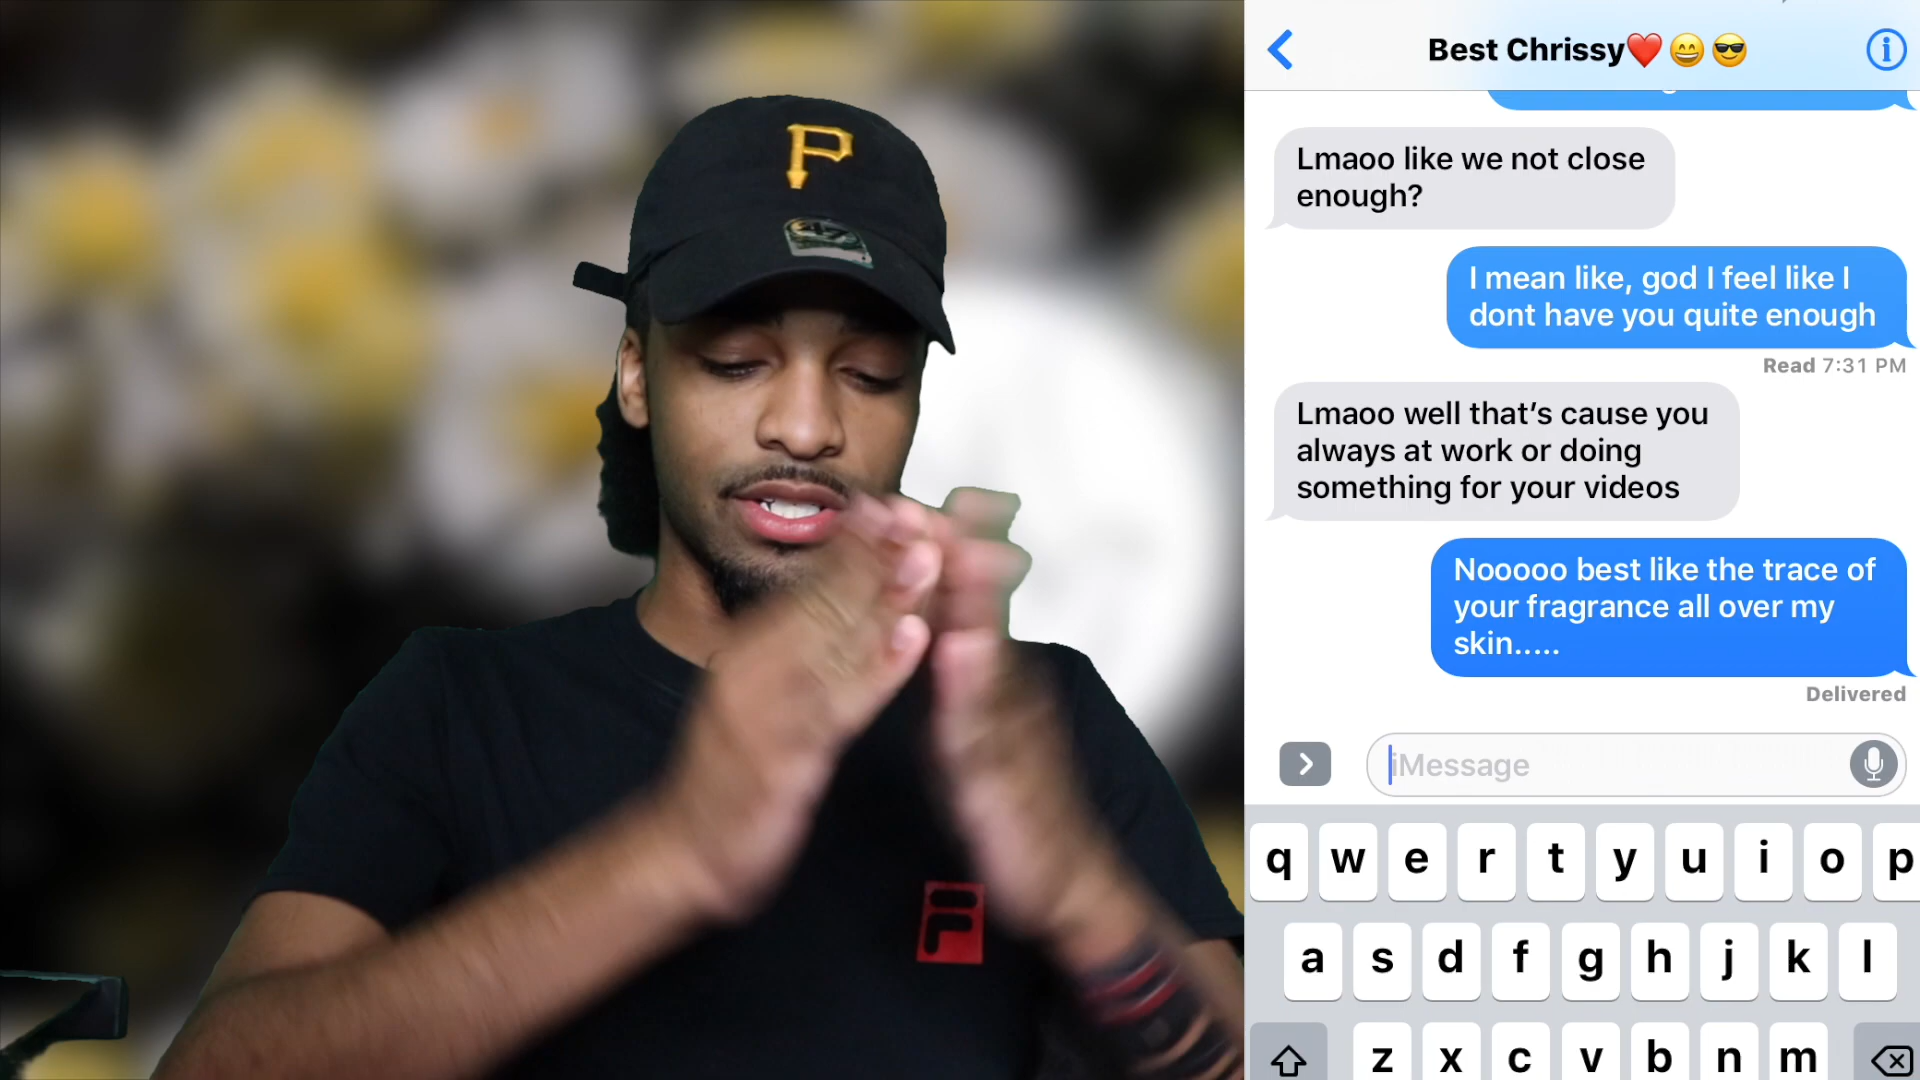 P
47
Best Chrissy❤️😄😎
Lmaoo like we not close
enough?
I mean like, god I feel like I
dont have you quite enough
Read 7:31 PM
Lmaoo well that's cause you
always at work or doing
something for your videos
Nooooo best like the trace of
your fragrance all over my
skin.....
Delivered
iMessage
q w e r t y u i o p
a s d f g h j k l
z x c v b n m